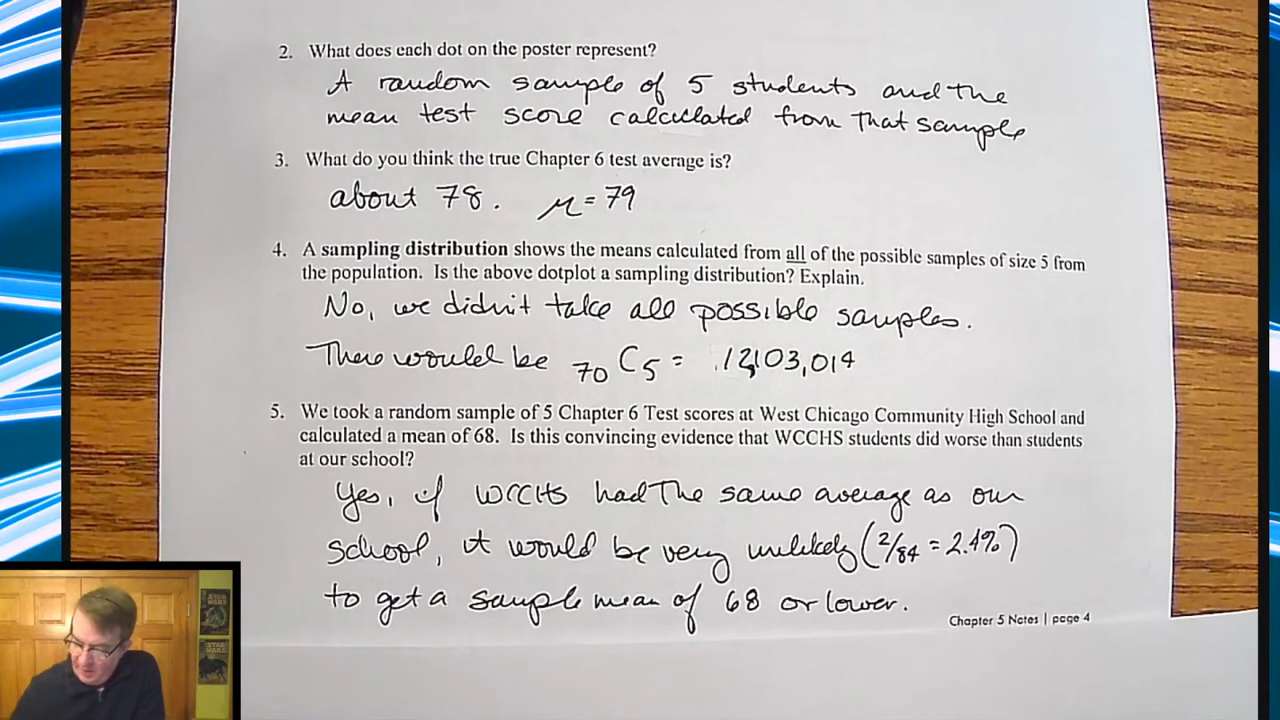 2. What does each dot on the poster represent?
A random sample of 5 students and the
mean test score calculated from that sample
3. What do you think the true Chapter 6 test average is?
about 78. μ = 79
4. A sampling distribution shows the means calculated from all of the possible samples of size 5 from
the population. Is the above dotplot a sampling distribution? Explain.
No, we didn't take all possible samples.
There would be 70C5 = 12,103,014
5. We took a random sample of 5 Chapter 6 Test scores at West Chicago Community High School and
calculated a mean of 68. Is this convincing evidence that WCCHS students did worse than students
at our school?
Yes, if WCCHS had the same average as our
school, it would be very unlikely (2/84 = 2.4%)
to get a sample mean of 68 or lower.
Chapter 5 Notes | page 4
STAR WARS
STAR WARS